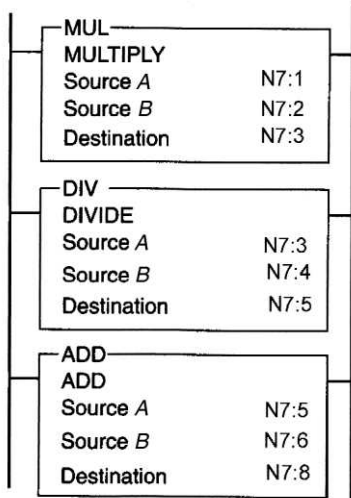 MUL
MULTIPLY
Source A N7:1
Source B N7:2
Destination N7:3
DIV
DIVIDE
Source A N7:3
Source B N7:4
Destination N7:5
ADD
ADD
Source A N7:5
Source B N7:6
Destination N7:8